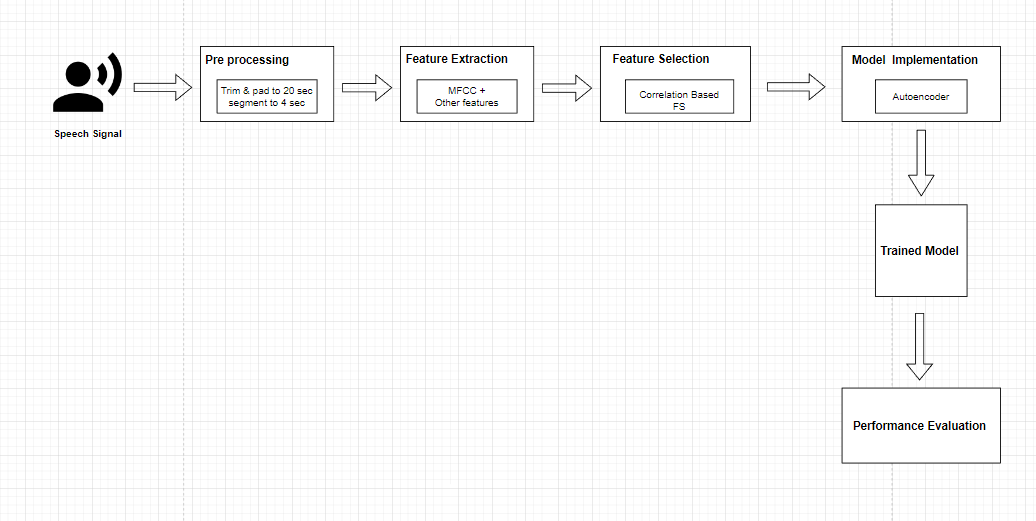 Speech Signal
Pre processing
Trim & pad to 20 sec
segment to 4 sec
Feature Extraction
MFCC +
Other features
Feature Selection
Correlation Based
FS
Model Implementation
Autoencoder
Trained Model
Performance Evaluation